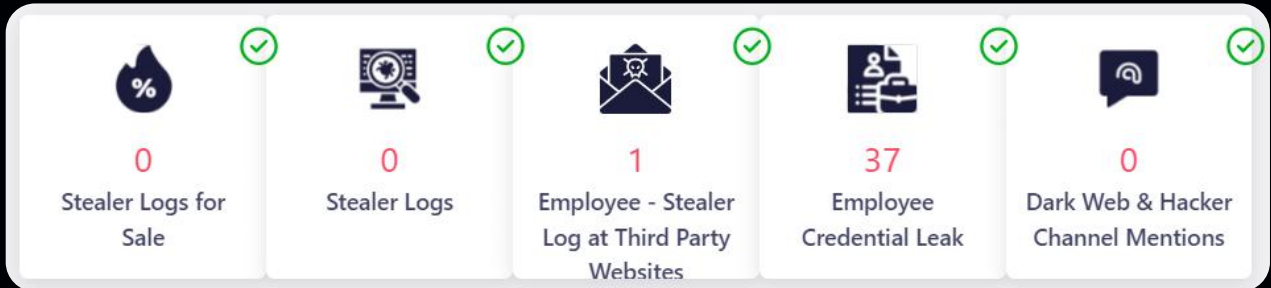 %
0
Stealer Logs for
Sale
0
Stealer Logs
1
Employee - Stealer
Log at Third Party
Websites
37
Employee
Credential Leak
0
Dark Web & Hacker
Channel Mentions